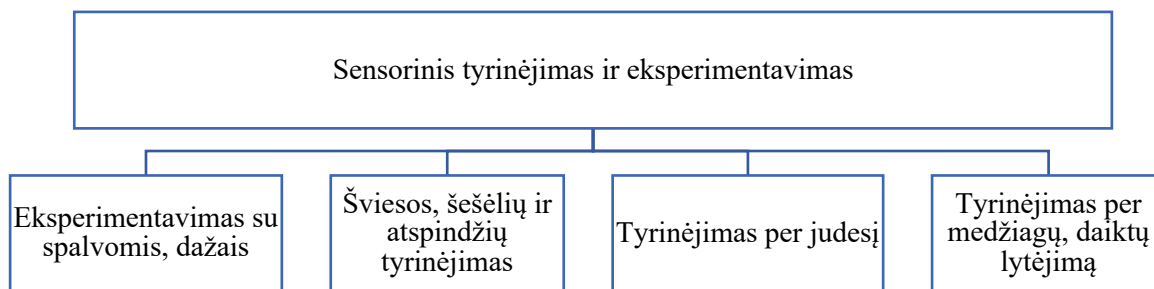 Sensorinis tyrinėjimas ir eksperimentavimas
Eksperimentavimas su
spalvomis, dažais
Šviesos, šešėlių ir
atspindžių
tyrinėjimas
Tyrinėjimas per judesį
Tyrinėjimas per
medžiagų, daiktų
lytėjimą